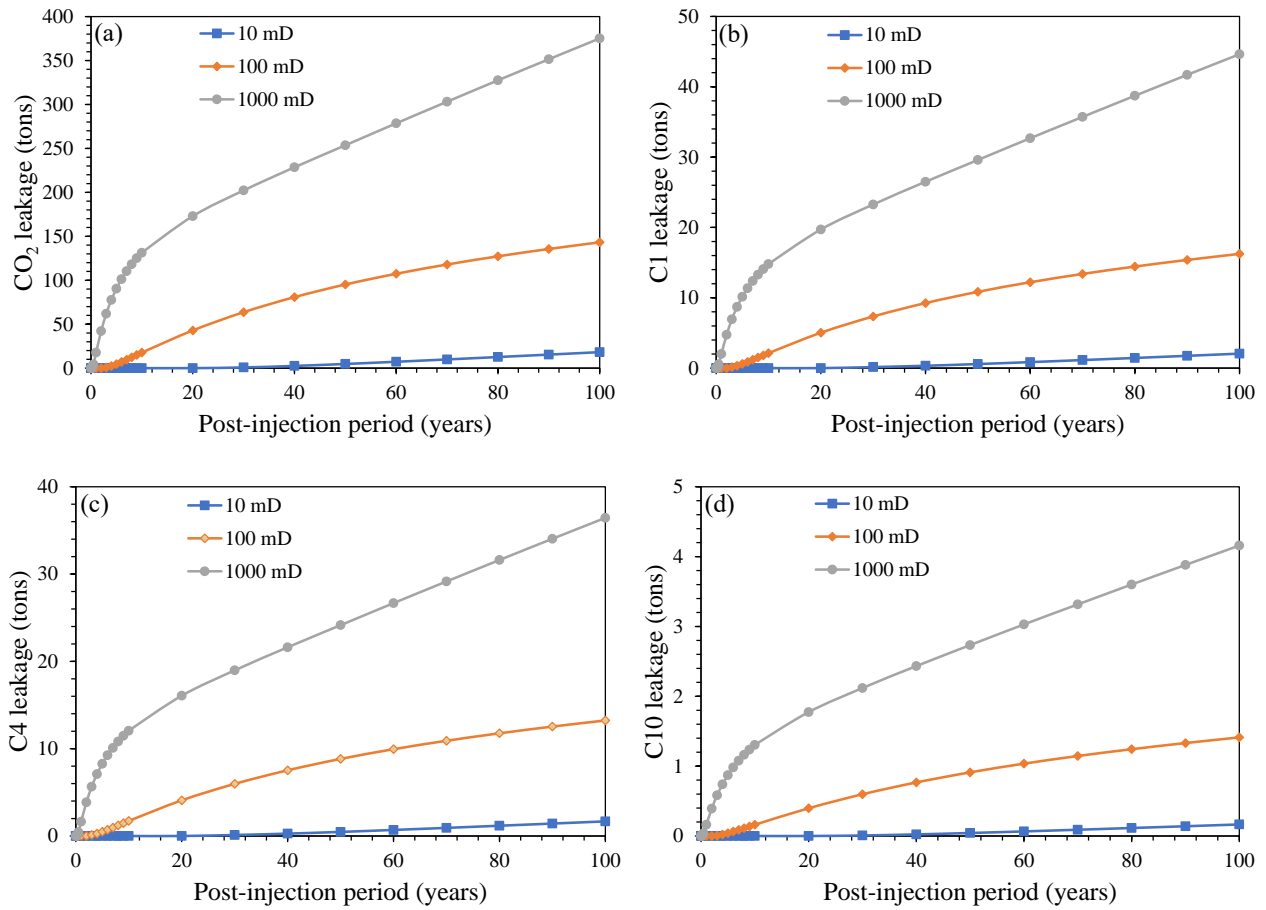 (a)
10 mD
100 mD
1000 mD
CO₂ leakage (tons)
400
350
300
250
200
150
100
50
0
0 20 40 60 80 100
Post-injection period (years)
(b)
10 mD
100 mD
1000 mD
C1 leakage (tons)
50
40
30
20
10
0
0 20 40 60 80 100
Post-injection period (years)
(c)
10 mD
100 mD
1000 mD
C4 leakage (tons)
40
30
20
10
0
0 20 40 60 80 100
Post-injection period (years)
(d)
10 mD
100 mD
1000 mD
C10 leakage (tons)
5
4
3
2
1
0
0 20 40 60 80 100
Post-injection period (years)